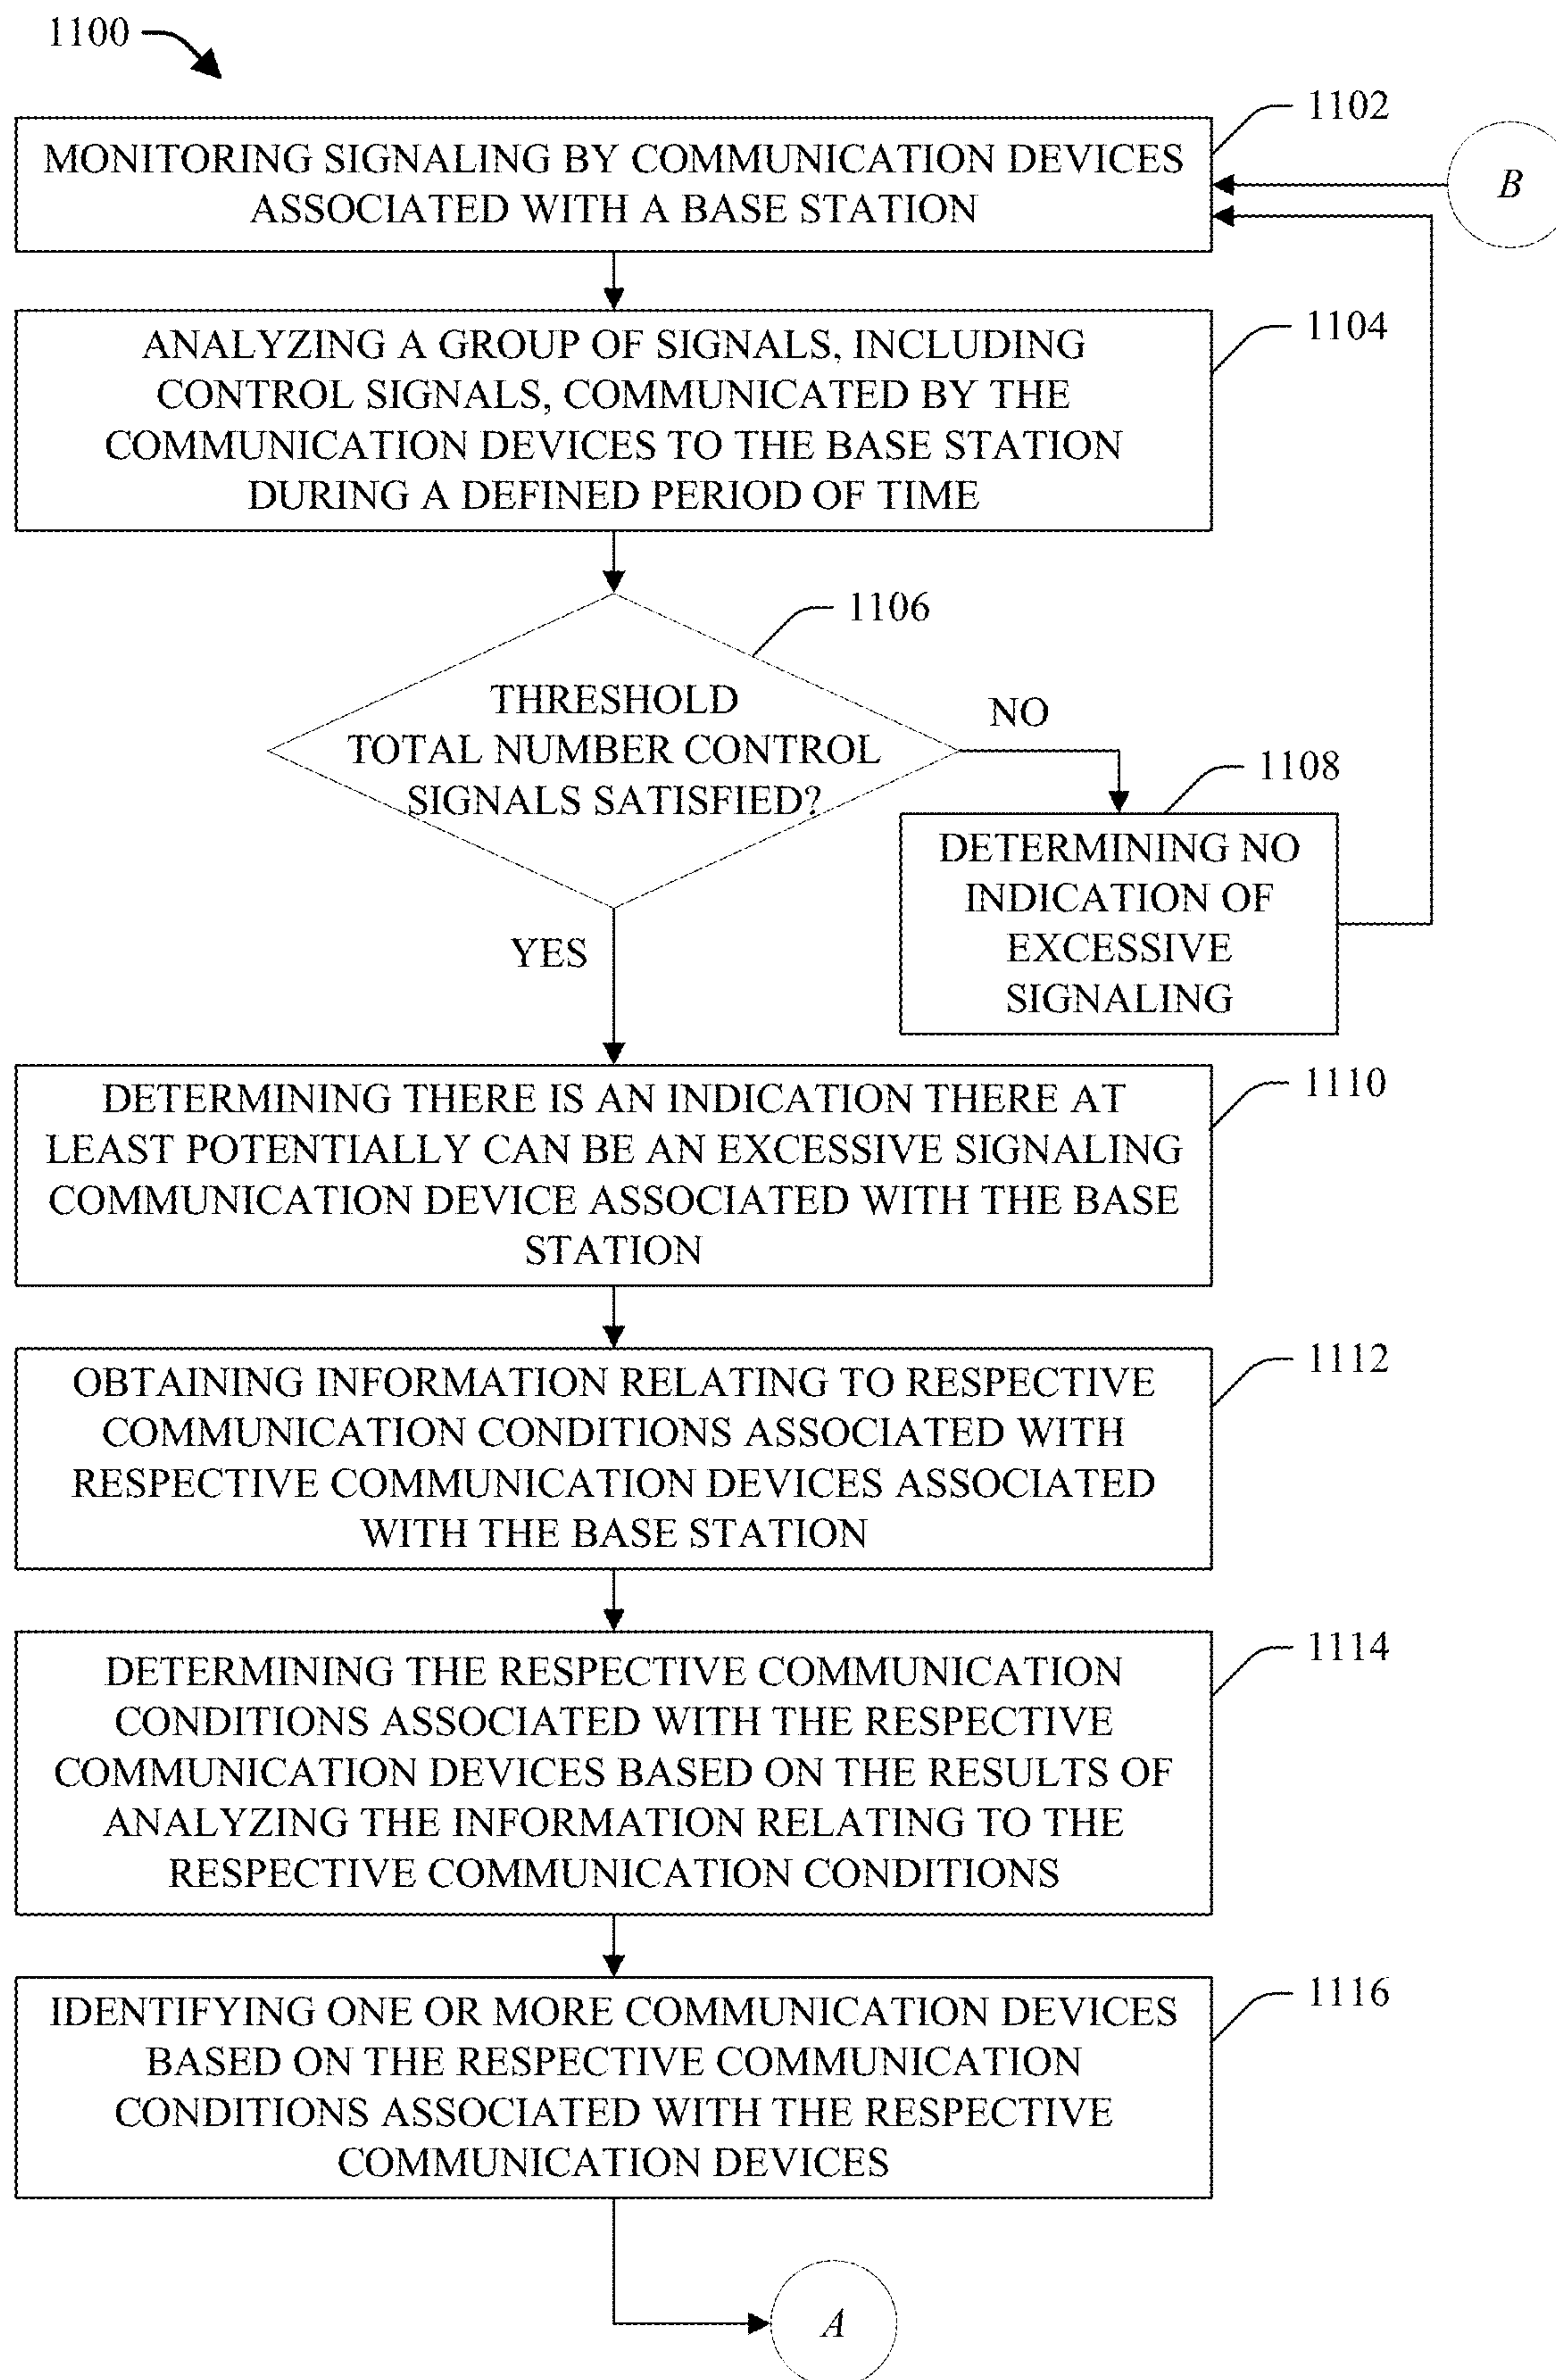 1100
1102
MONITORING SIGNALING BY COMMUNICATION DEVICES
ASSOCIATED WITH A BASE STATION
B
1104
ANALYZING A GROUP OF SIGNALS, INCLUDING
CONTROL SIGNALS, COMMUNICATED BY THE
COMMUNICATION DEVICES TO THE BASE STATION
DURING A DEFINED PERIOD OF TIME
1106
THRESHOLD
TOTAL NUMBER CONTROL
SIGNALS SATISFIED?
NO
1108
DETERMINING NO
INDICATION OF
EXCESSIVE
SIGNALING
YES
1110
DETERMINING THERE IS AN INDICATION THERE AT
LEAST POTENTIALLY CAN BE AN EXCESSIVE SIGNALING
COMMUNICATION DEVICE ASSOCIATED WITH THE BASE
STATION
1112
OBTAINING INFORMATION RELATING TO RESPECTIVE
COMMUNICATION CONDITIONS ASSOCIATED WITH
RESPECTIVE COMMUNICATION DEVICES ASSOCIATED
WITH THE BASE STATION
1114
DETERMINING THE RESPECTIVE COMMUNICATION
CONDITIONS ASSOCIATED WITH THE RESPECTIVE
COMMUNICATION DEVICES BASED ON THE RESULTS OF
ANALYZING THE INFORMATION RELATING TO THE
RESPECTIVE COMMUNICATION CONDITIONS
1116
IDENTIFYING ONE OR MORE COMMUNICATION DEVICES
BASED ON THE RESPECTIVE COMMUNICATION
CONDITIONS ASSOCIATED WITH THE RESPECTIVE
COMMUNICATION DEVICES
A